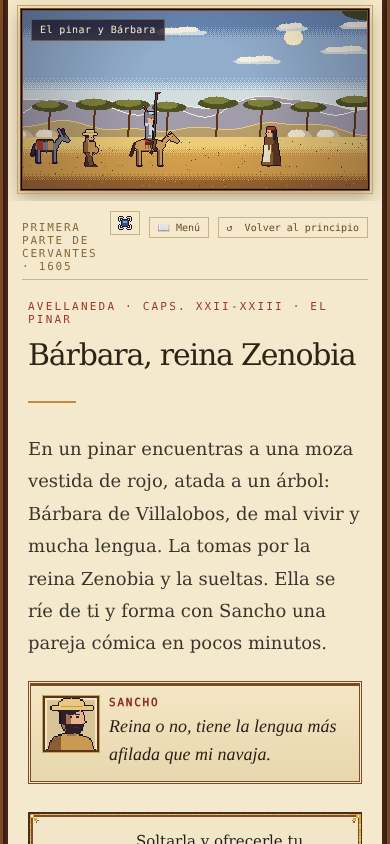 El pinar y Bárbara
PRIMERA
PARTE DE
CERVANTES
· 1605
📖 Menú
↺ Volver al principio
AVELLANEDA · CAPS. XXII-XXIII · EL
PINAR
Bárbara, reina Zenobia
En un pinar encuentras a una moza
vestida de rojo, atada a un árbol:
Bárbara de Villalobos, de mal vivir y
mucha lengua. La tomas por la
reina Zenobia y la sueltas. Ella se
ríe de ti y forma con Sancho una
pareja cómica en pocos minutos.
SANCHO
Reina o no, tiene la lengua más
afilada que mi navaja.
Soltarla y ofrecerle tu